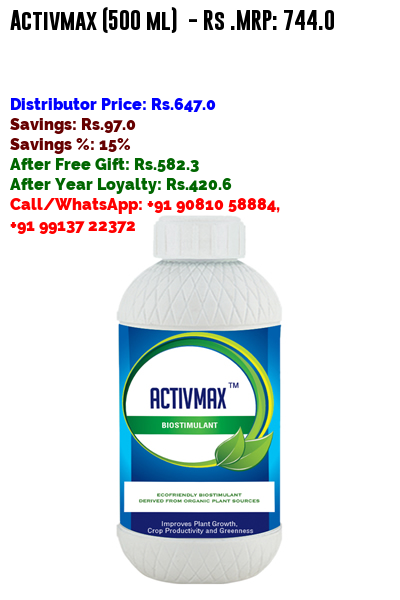 Activmax (500 ml) - Rs .MRP: 744.0
Distributor Price: Rs.647.0
Savings: Rs.97.0
Savings %: 15%
After Free Gift: Rs.582.3
After Year Loyalty: Rs.420.6
Call/WhatsApp: +91 90810 58884,
+91 99137 22372
ACTIVMAX™
BIOSTIMULANT
ECOFRIENDLY BIOSTIMULANT
DERIVED FROM ORGANIC PLANT SOURCES
Improves Plant Growth,
Crop Productivity and Greenness